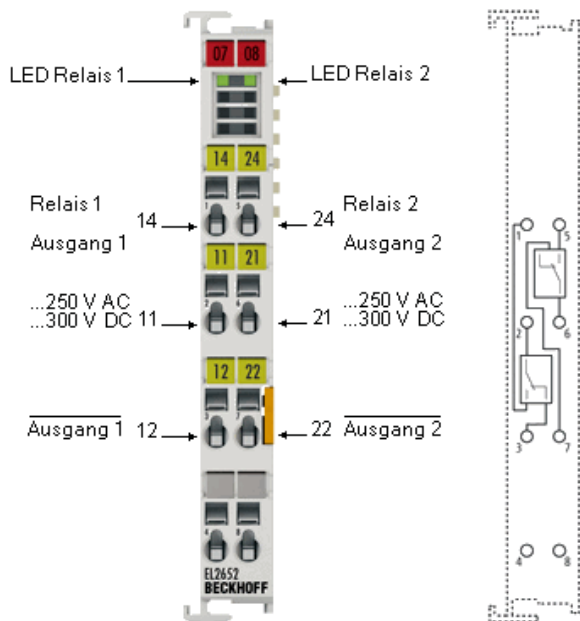 07 08
LED Relais 1
LED Relais 2
14 24
Relais 1
14
24
Relais 2
Ausgang 1
Ausgang 2
11 21
...250 V AC
...300 V DC
11
21
...250 V AC
...300 V DC
12 22
Ausgang 1
12
22
Ausgang 2
EL2652
BECKHOFF
1 5
2 6
3 7
4 8